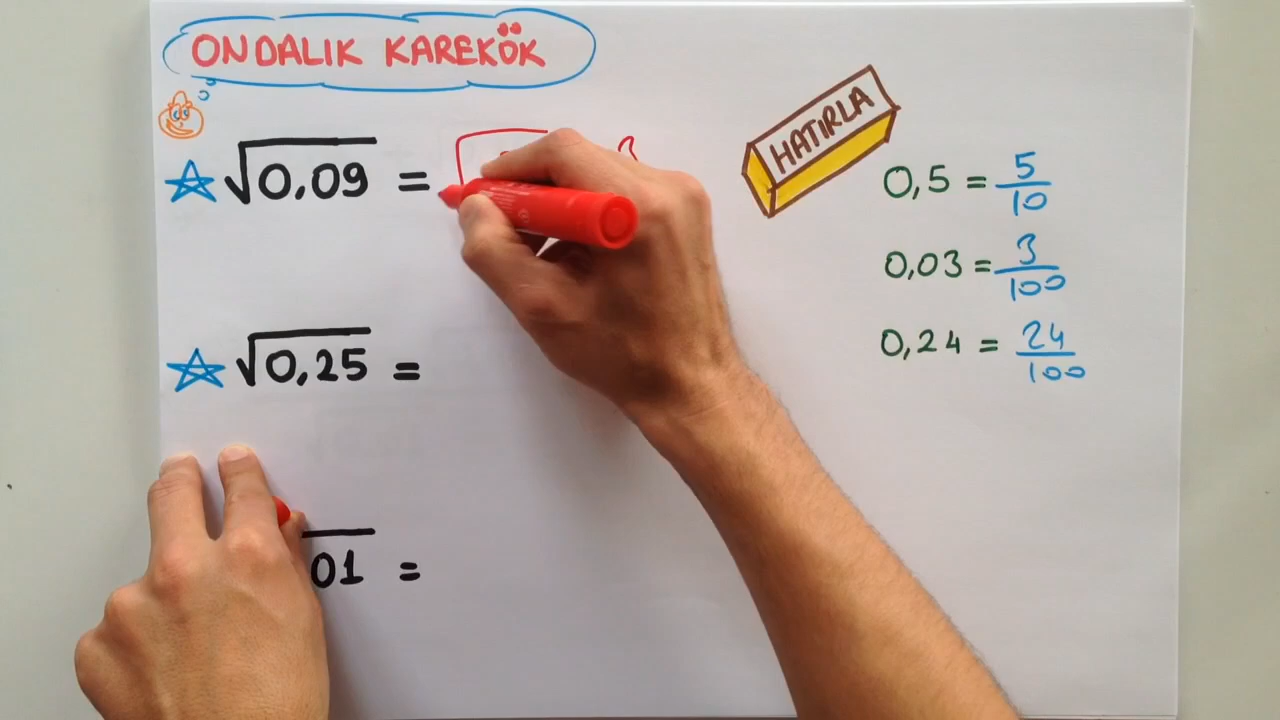 ONDALIK KAREKÖK
√0,09 =
√0,25 =
01 =
HATIRLA
0,5 = 5/10
0,03 = 3/100
0,24 = 24/100